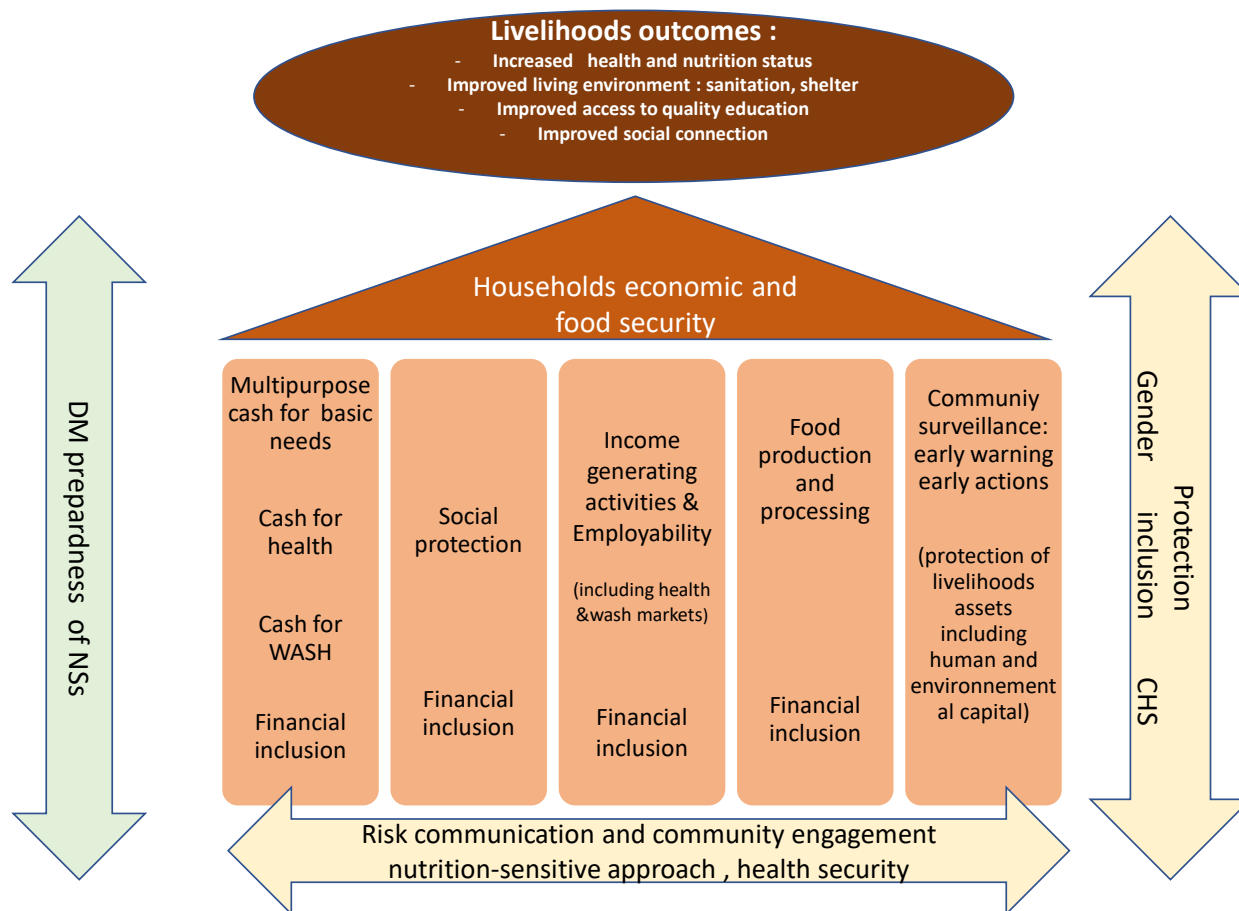 Livelihoods outcomes :
- Increased health and nutrition status
- Improved living environment : sanitation, shelter
- Improved access to quality education
- Improved social connection
Households economic and
food security
DM prepardness of NSs
Multipurpose
cash for basic
needs
Cash for
health
Cash for
WASH
Financial
inclusion
Social
protection
Financial
inclusion
Income
generating
activities &
Employability
(including health
&wash markets)
Financial
inclusion
Food
production
and
processing
Financial
inclusion
Communiy
surveillance:
early warning
early actions
(protection of
livelihoods
assets
including
human and
environnement
al capital)
Protection
Gender inclusion CHS
Risk communication and community engagement
nutrition-sensitive approach , health security